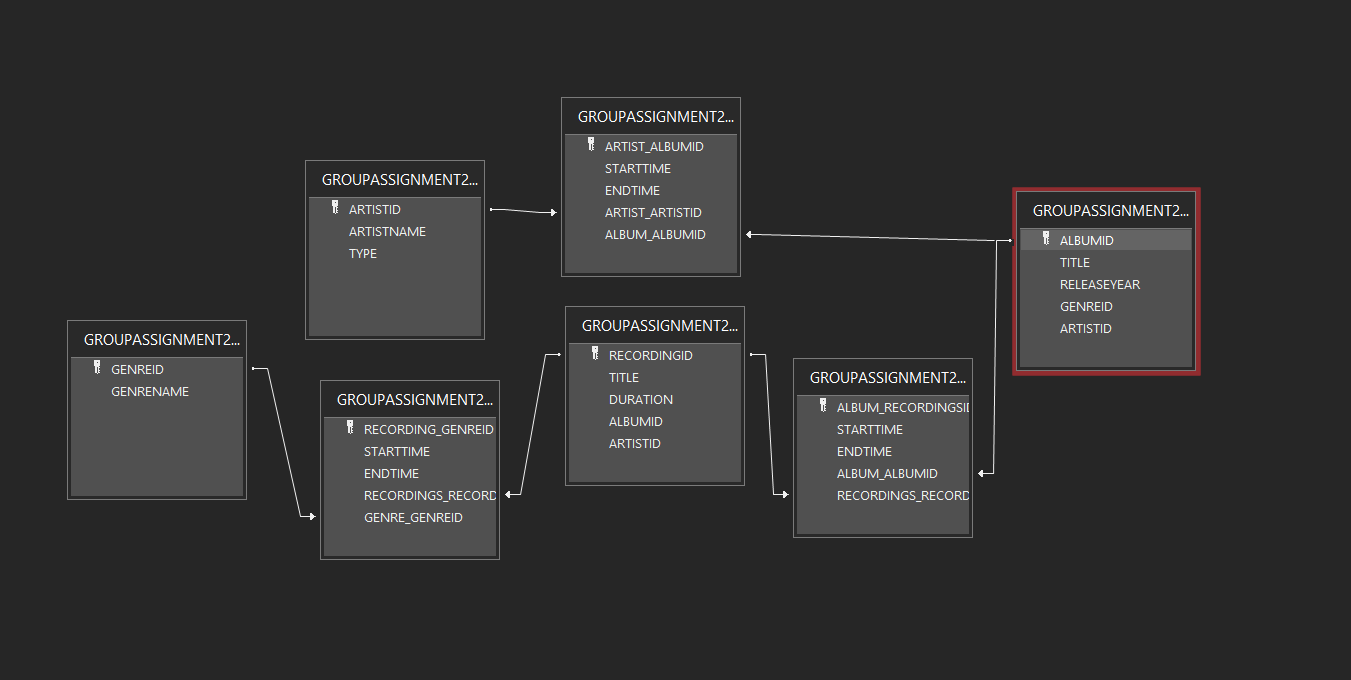 GROUPASSIGNMENT2...
ARTIST_ALBUMID
STARTTIME
ENDTIME
ARTIST_ARTISTID
ALBUM_ALBUMID
GROUPASSIGNMENT2...
ARTISTID
ARTISTNAME
TYPE
GROUPASSIGNMENT2...
ALBUMID
TITLE
RELEASEYEAR
GENREID
ARTISTID
GROUPASSIGNMENT2...
GENREID
GENRENAME
GROUPASSIGNMENT2...
RECORDING_GENREID
STARTTIME
ENDTIME
RECORDINGS_RECORD
GENRE_GENREID
GROUPASSIGNMENT2...
RECORDINGID
TITLE
DURATION
ALBUMID
ARTISTID
GROUPASSIGNMENT2...
ALBUM_RECORDINGSID
STARTTIME
ENDTIME
ALBUM_ALBUMID
RECORDINGS_RECORD